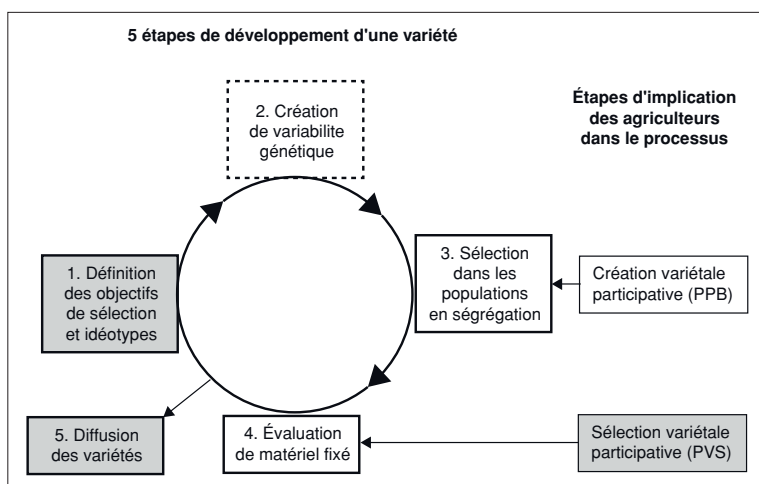 5 étapes de développement d'une variété
2. Création
de variabilite
génétique
Étapes d'implication
des agriculteurs
dans le processus
1. Définition
des objectifs
de sélection
et idéotypes
3. Sélection
dans les
populations
en ségrégation
Création variétale
participative (PPB)
5. Diffusion
des variétés
4. Évaluation
de matériel fixé
Sélection variétale
participative (PVS)